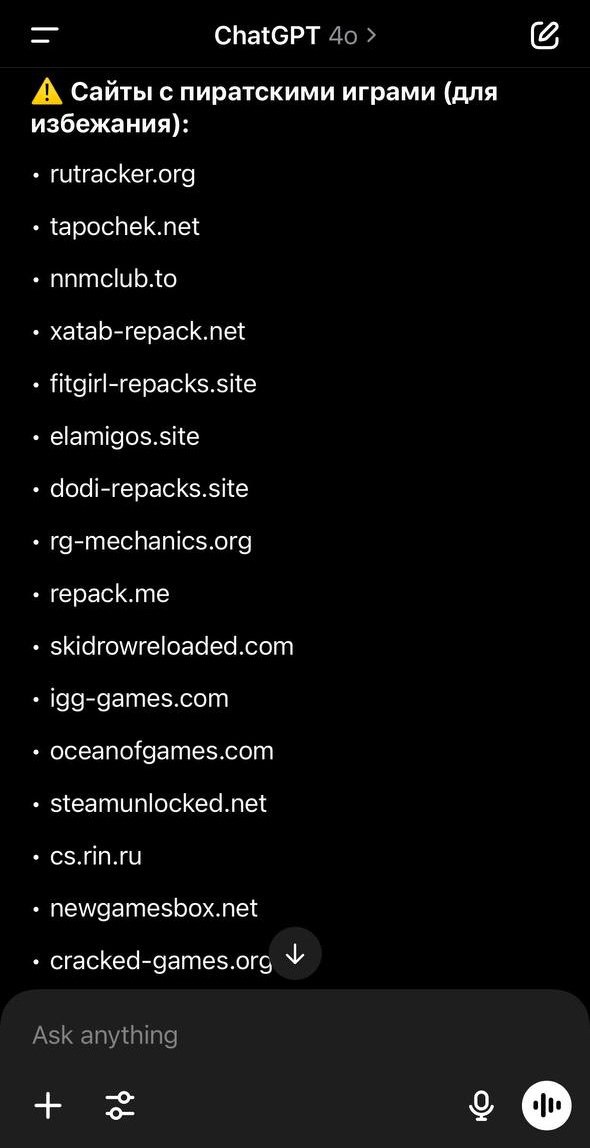 ChatGPT 4o >
⚠️ Сайты с пиратскими играми (для
избежания):
• rutracker.org
• tapochek.net
• nnmclub.to
• xatab-repack.net
• fitgirl-repacks.site
• elamigos.site
• dodi-repacks.site
• rg-mechanics.org
• repack.me
• skidrowreloaded.com
• igg-games.com
• oceanofgames.com
• steamunlocked.net
• cs.rin.ru
• newgamesbox.net
• cracked-games.org
Ask anything